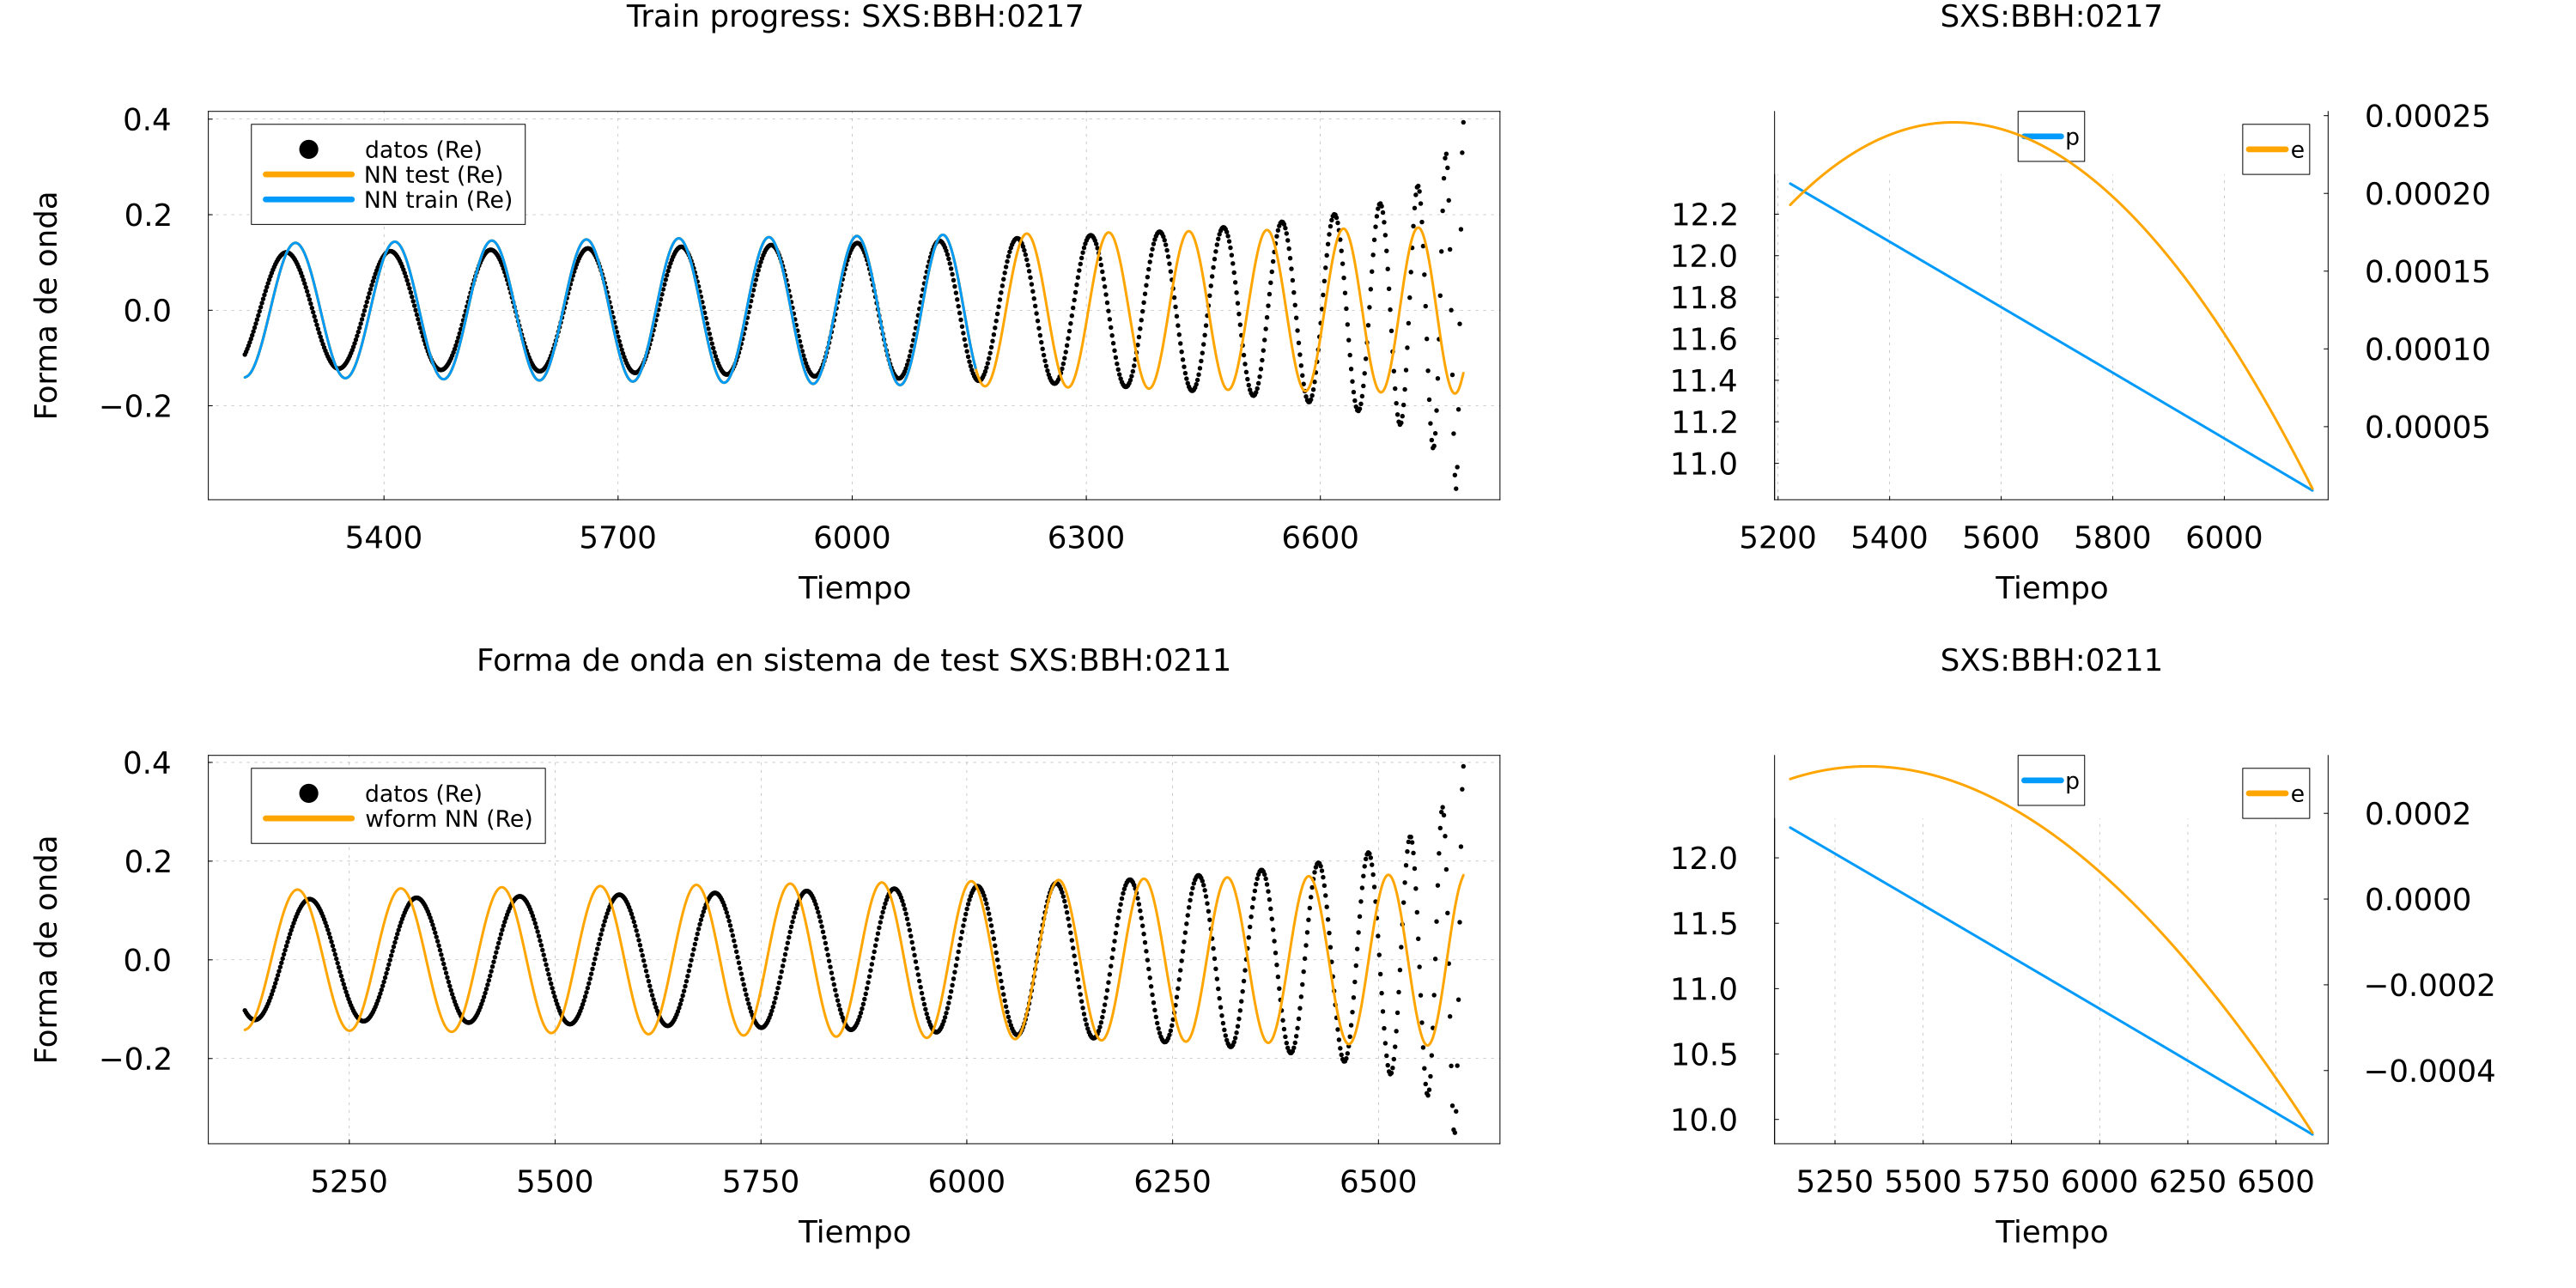 Train progress: SXS:BBH:0217
Forma de onda
0.4
0.2
0.0
−0.2
datos (Re)
NN test (Re)
NN train (Re)
5400 5700 6000 6300 6600
Tiempo
SXS:BBH:0217
12.2
12.0
11.8
11.6
11.4
11.2
11.0
p
e
0.00025
0.00020
0.00015
0.00010
0.00005
5200 5400 5600 5800 6000
Tiempo
Forma de onda en sistema de test SXS:BBH:0211
Forma de onda
0.4
0.2
0.0
−0.2
datos (Re)
wform NN (Re)
5250 5500 5750 6000 6250 6500
Tiempo
SXS:BBH:0211
12.0
11.5
11.0
10.5
10.0
p
e
0.0002
0.0000
−0.0002
−0.0004
5250 5500 5750 6000 6250 6500
Tiempo